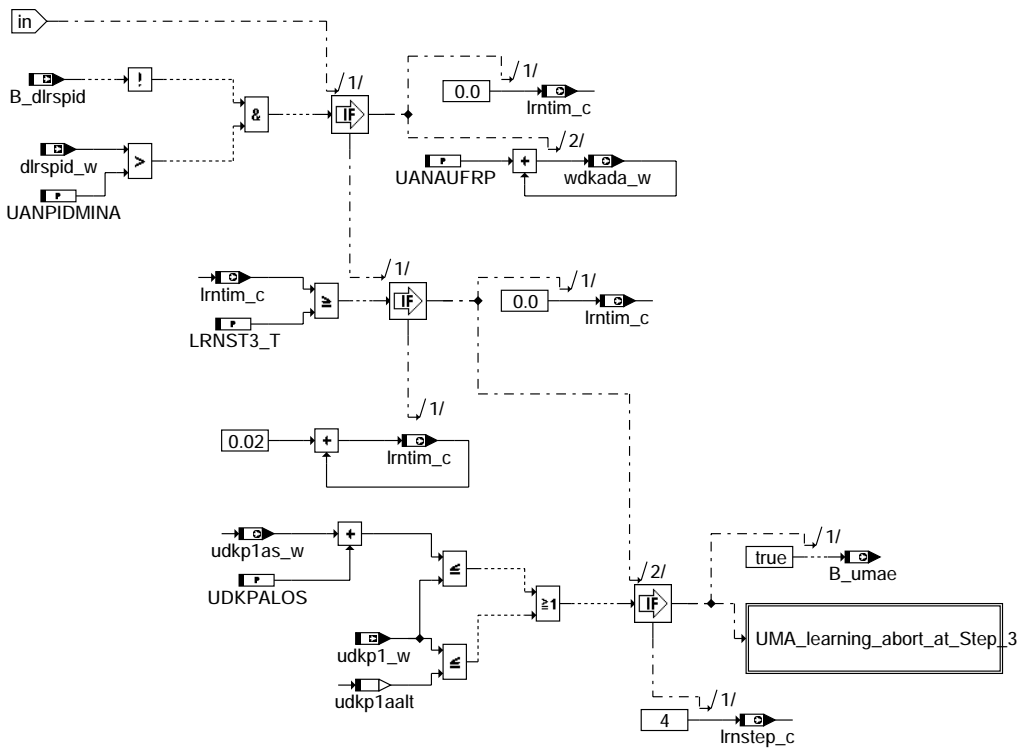 in
/1/
/1/
B_dlrspid
!
0.0
lrntim_c
&
IF
/2/
dlrspid_w
>
P
UANAUFRP
+
wdkada_w
P
UANPIDMINA
/1/
/1/
lrntim_c
≥
IF
0.0
lrntim_c
P
LRNST3_T
/1/
0.02
+
lrntim_c
udkp1as_w
+
/1/
true
B_umae
P
UDKPALOS
≤
/2/
≥1
IF
UMA_learning_abort_at_Step_3
udkp1_w
≤
udkp1aalt
/1/
4
lrnstep_c